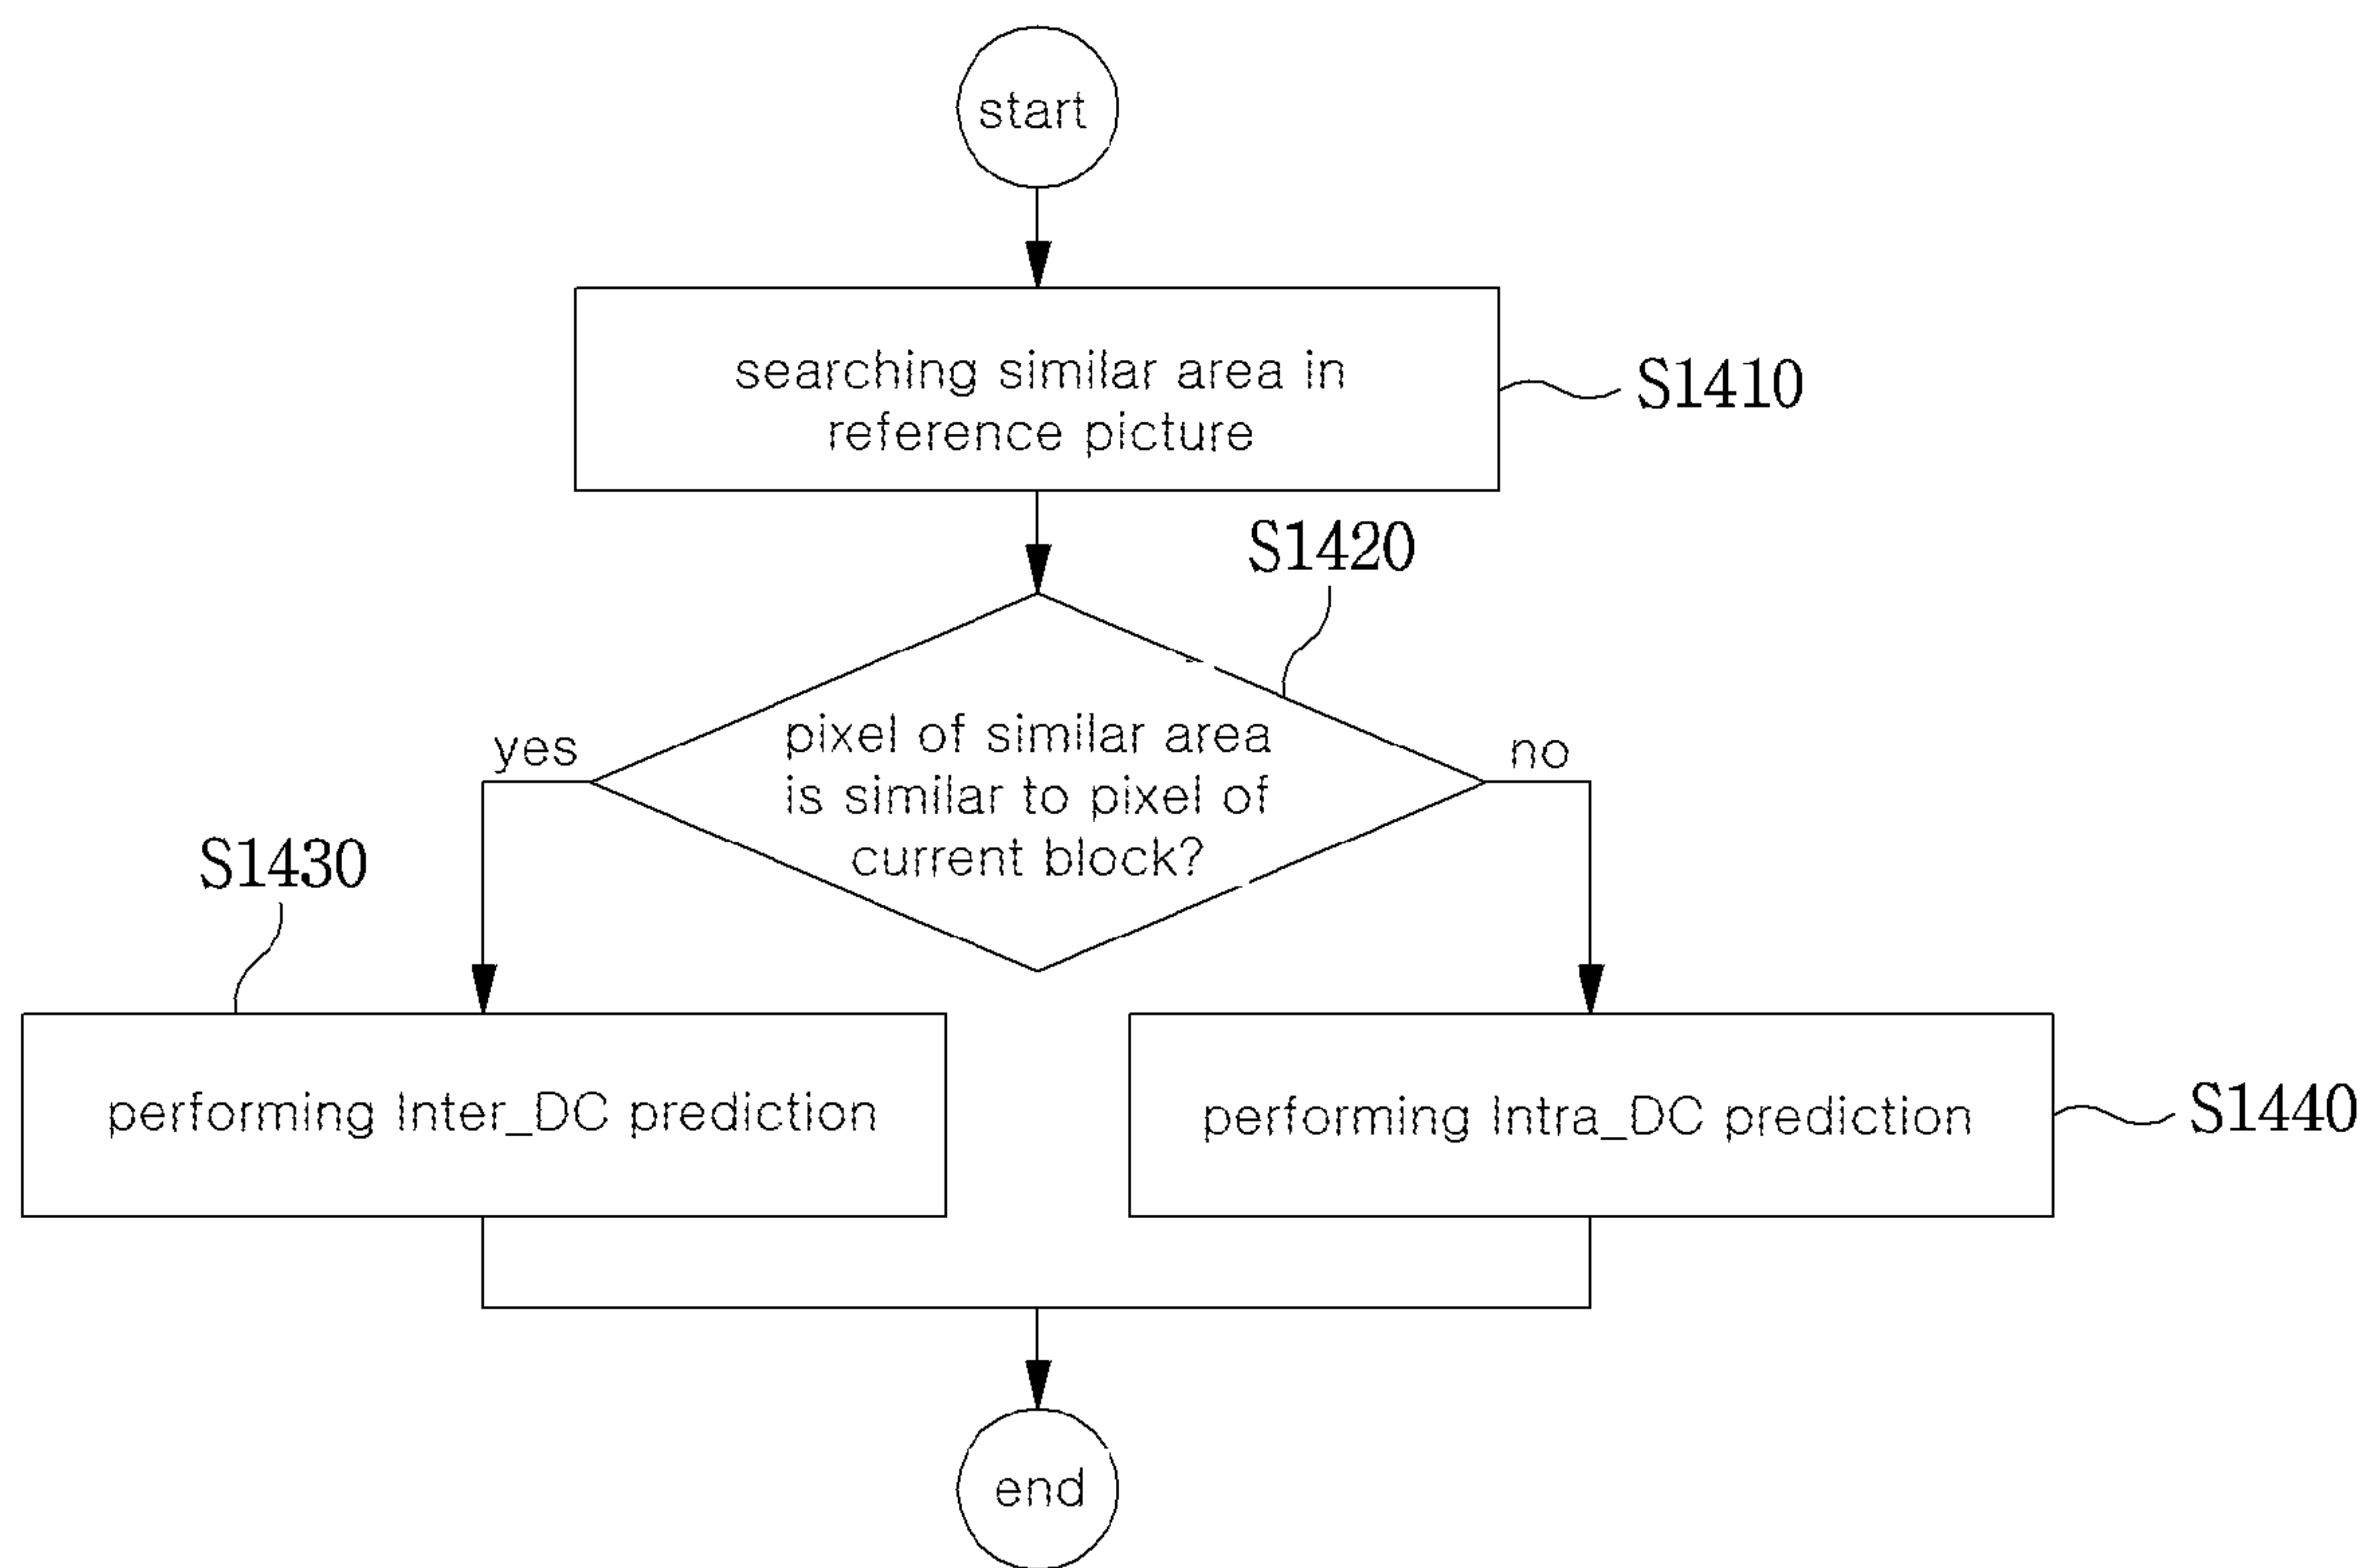 start
searching similar area in
reference picture
S1410
S1420
pixel of similar area
is similar to pixel of
current block?
yes
no
S1430
performing Inter_DC prediction
performing Intra_DC prediction
S1440
end